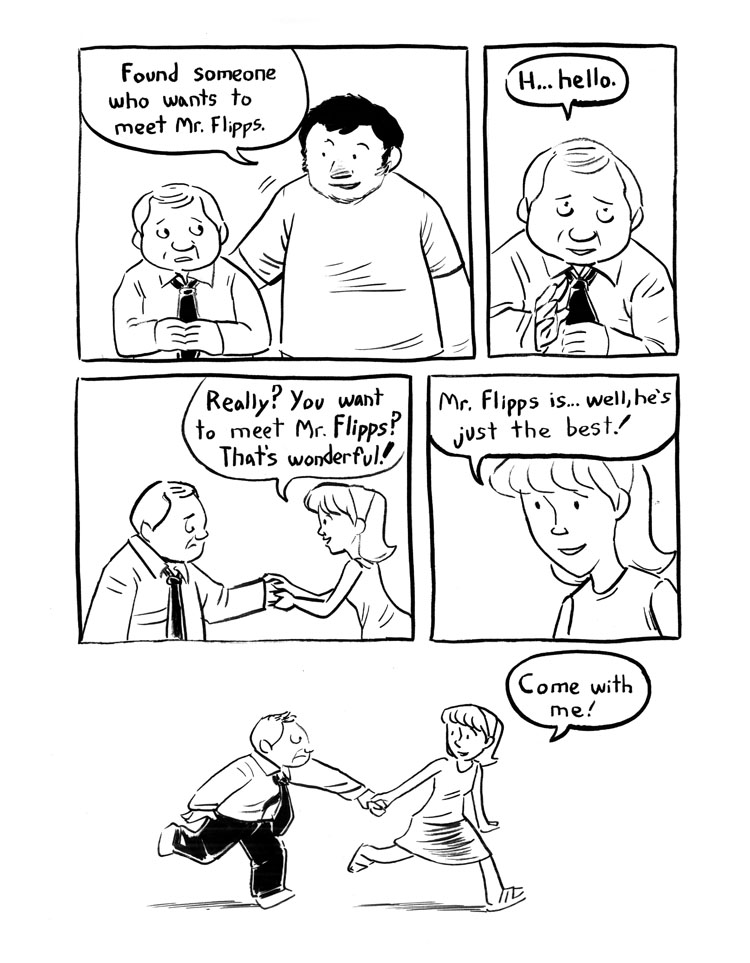 Found someone
who wants to
meet Mr. Flipps.
H... hello.
Really? You want
to meet Mr. Flipps?
That's wonderful!
Mr. Flipps is... well, he's
just the best!
Come with
me!